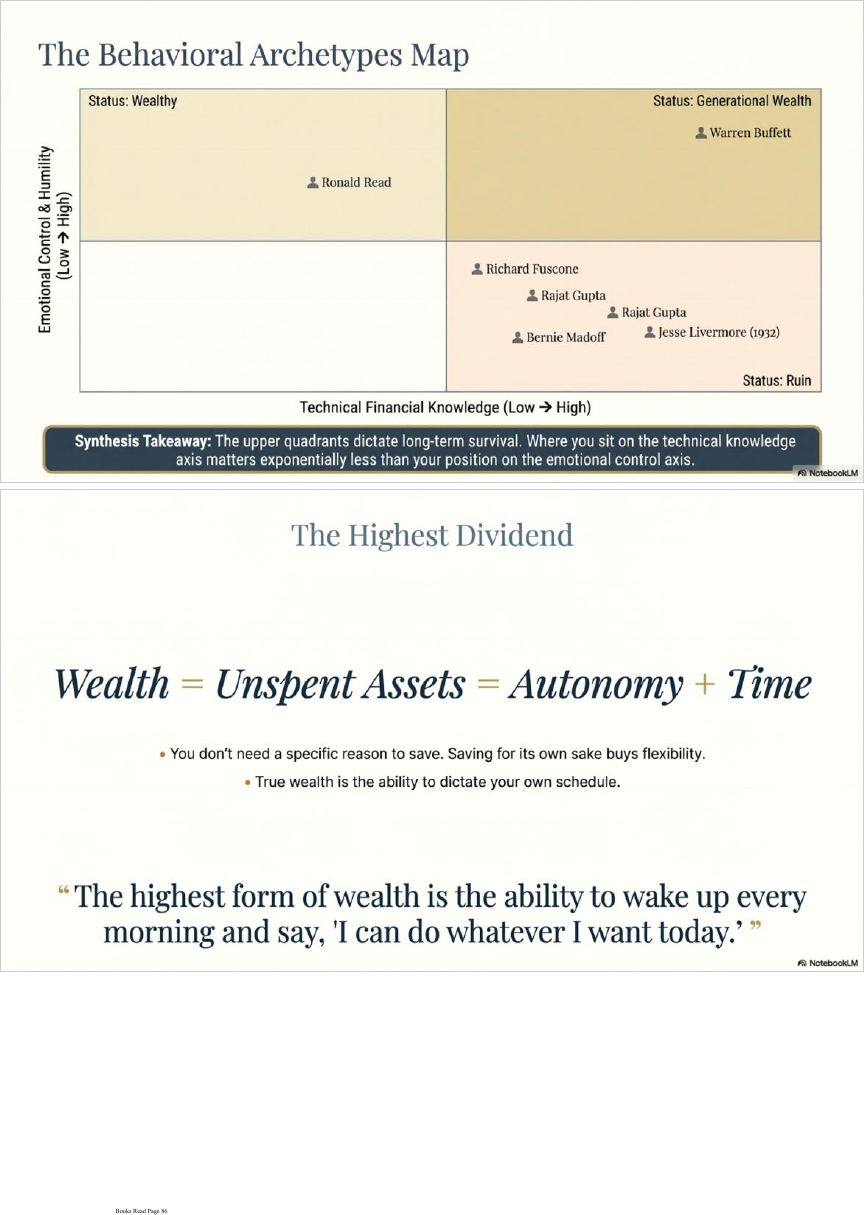 The Behavioral Archetypes Map
Status: Wealthy
Status: Generational Wealth
Warren Buffett
Ronald Read
Emotional Control & Humility
(Low → High)
Richard Fuscone
Rajat Gupta
Rajat Gupta
Bernie Madoff
Jesse Livermore (1932)
Status: Ruin
Technical Financial Knowledge (Low → High)
Synthesis Takeaway: The upper quadrants dictate long-term survival. Where you sit on the technical knowledge
axis matters exponentially less than your position on the emotional control axis.
NotebookLM
The Highest Dividend
Wealth = Unspent Assets = Autonomy + Time
• You don't need a specific reason to save. Saving for its own sake buys flexibility.
• True wealth is the ability to dictate your own schedule.
“ The highest form of wealth is the ability to wake up every
morning and say, 'I can do whatever I want today.’ ”
NotebookLM
Books Read Page 86